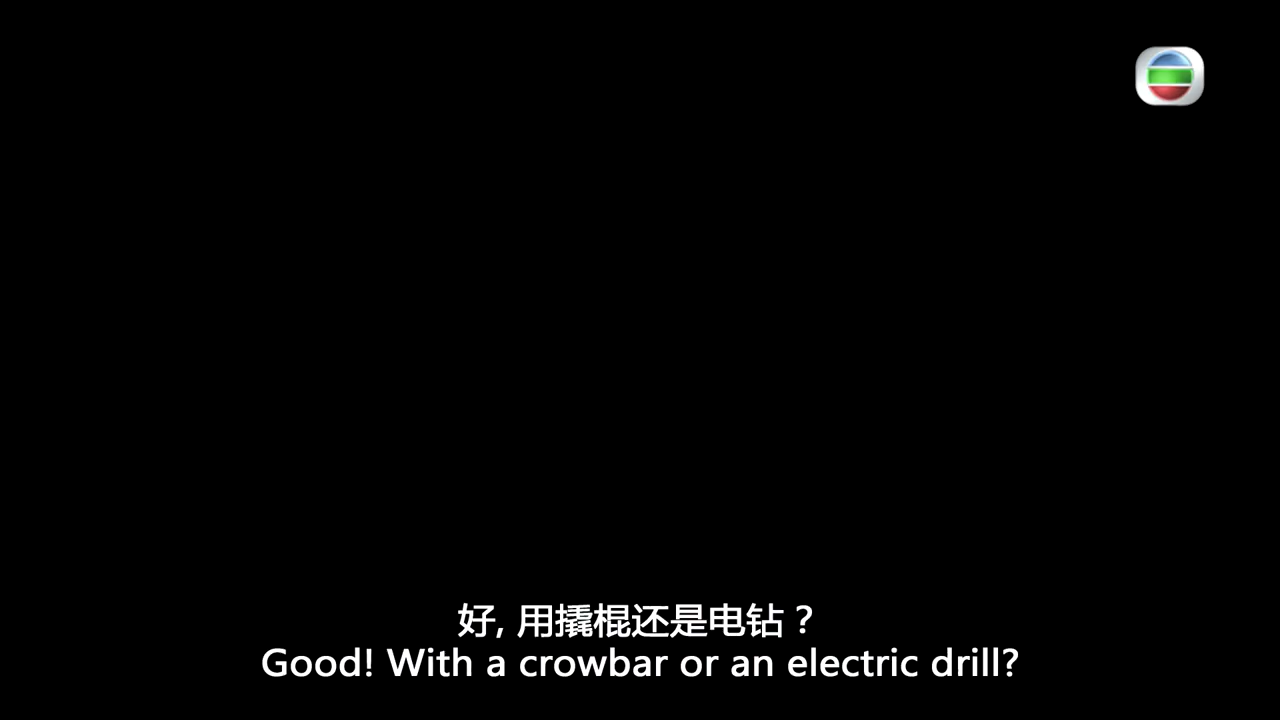 好, 用撬棍还是电钻？
Good! With a crowbar or an electric drill?